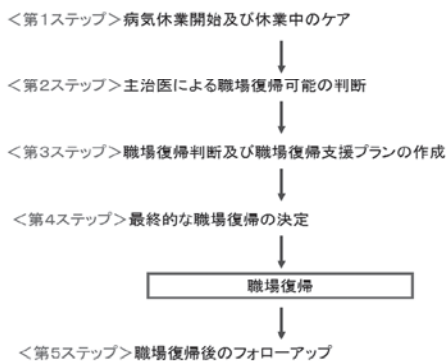 ＜第1ステップ＞病気休業開始及び休業中のケア
＜第2ステップ＞主治医による職場復帰可能の判断
＜第3ステップ＞職場復帰判断及び職場復帰支援プランの作成
＜第4ステップ＞最終的な職場復帰の決定
職場復帰
＜第5ステップ＞職場復帰後のフォローアップ